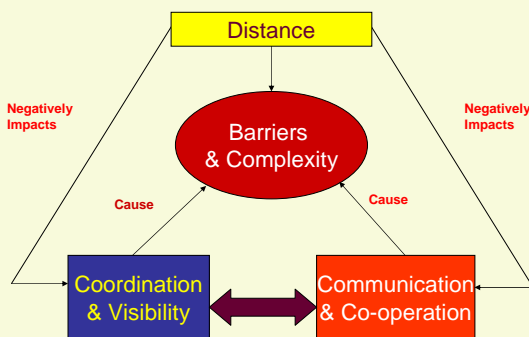 Distance
Negatively
Impacts
Negatively
Impacts
Barriers
& Complexity
Cause
Cause
Coordination
& Visibility
Communication
& Co-operation